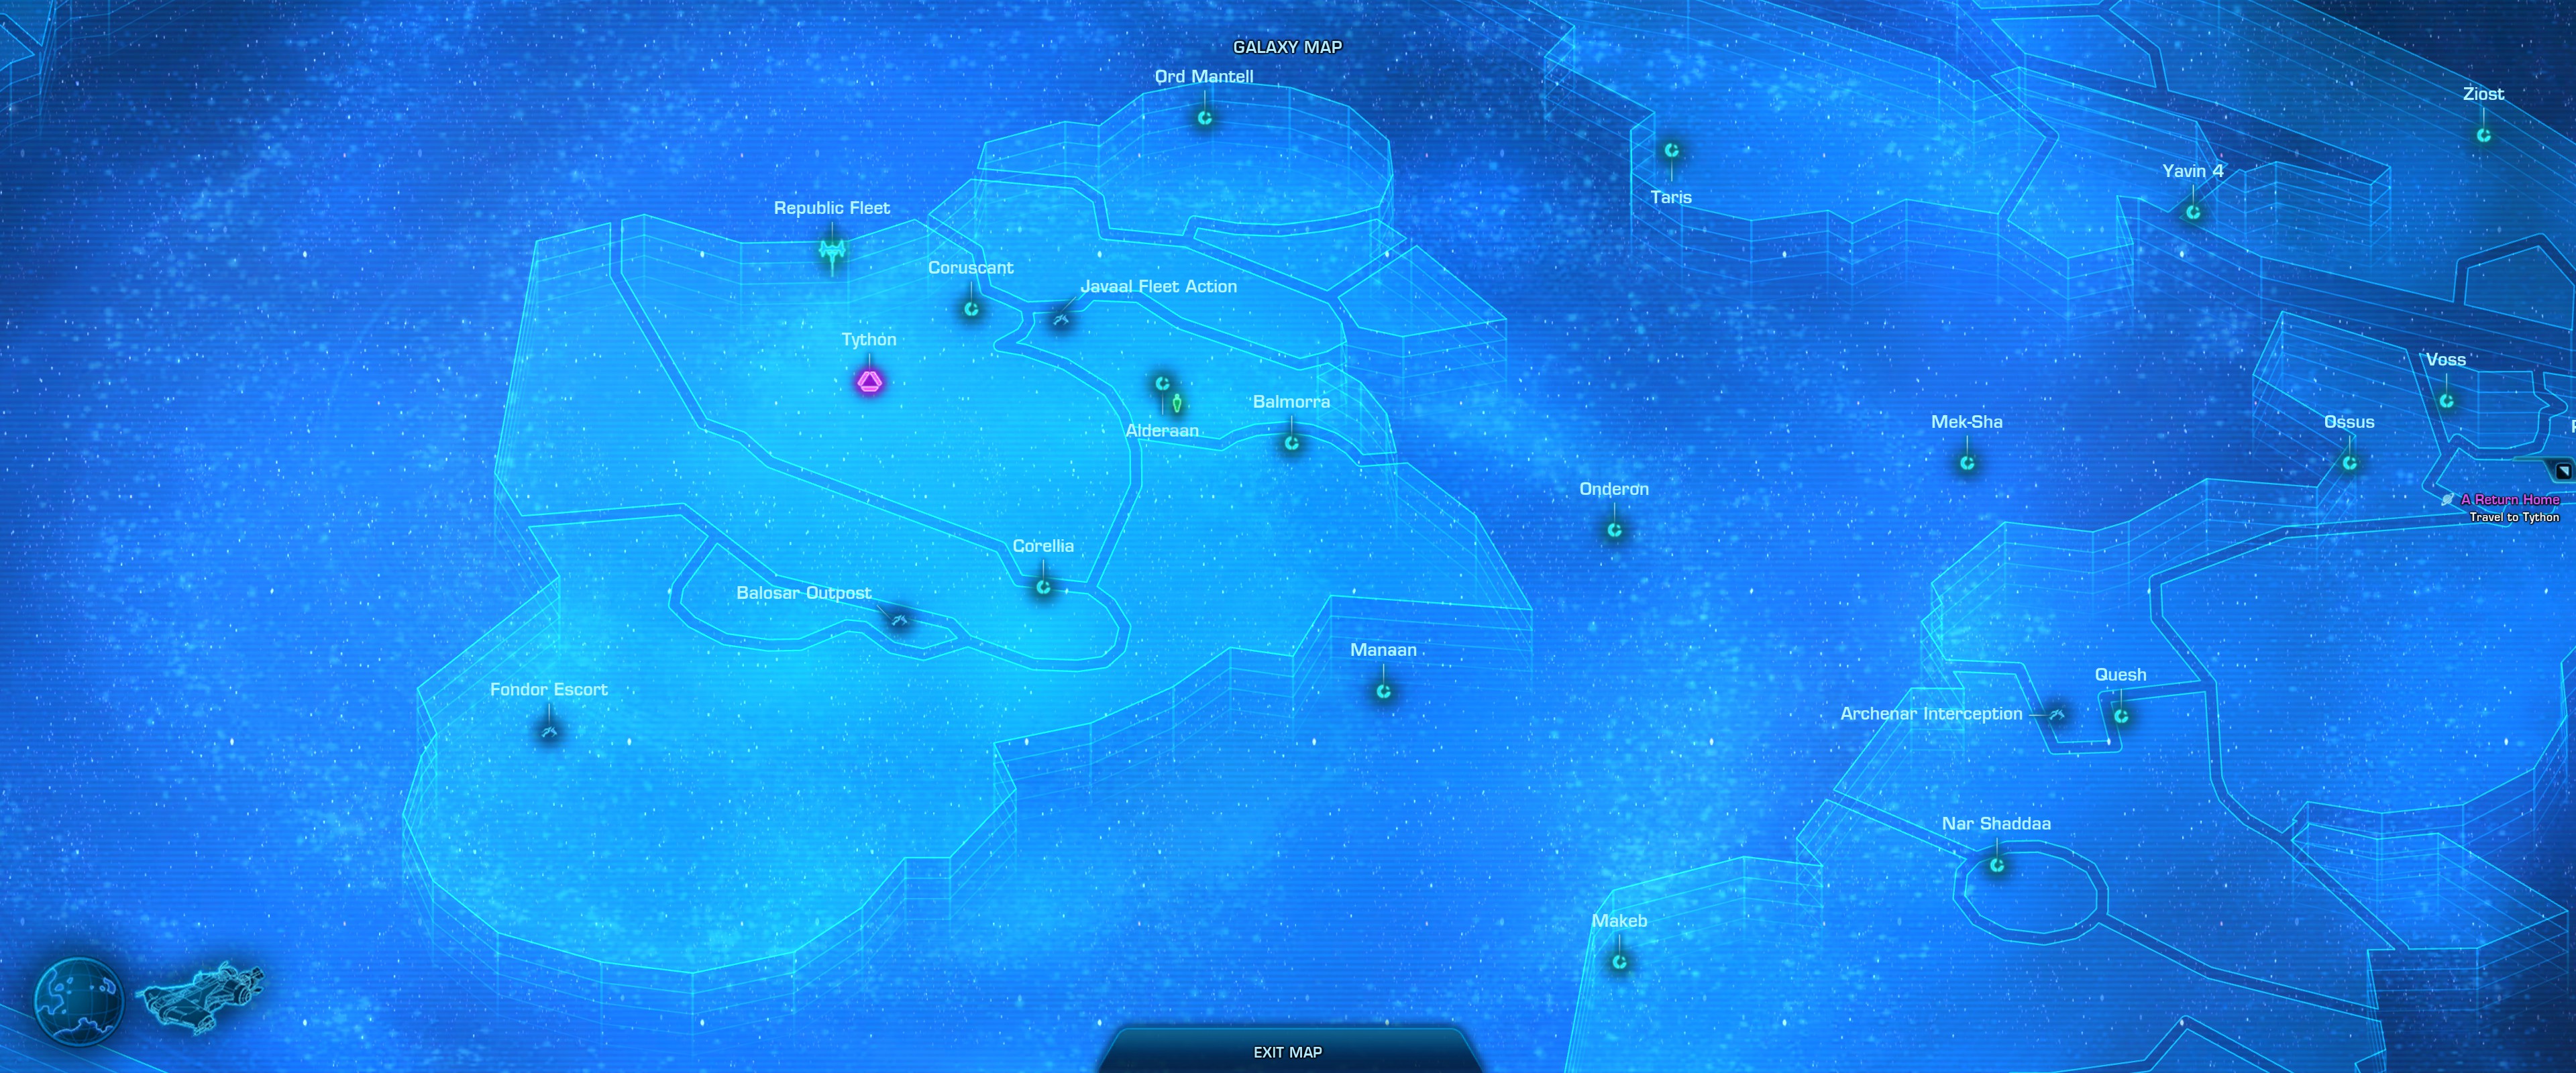 GALAXY MAP
Ord Mantell
Ziost
Taris
Yavin 4
Republic Fleet
Coruscant
Javaal Fleet Action
Tython
Voss
Balmorra
Alderaan
Mek-Sha
Ossus
Onderon
A Return Home
Travel to Tython
Corellia
Balosar Outpost
Manaan
Quesh
Fondor Escort
Archenar Interception
Nar Shaddaa
Makeb
EXIT MAP